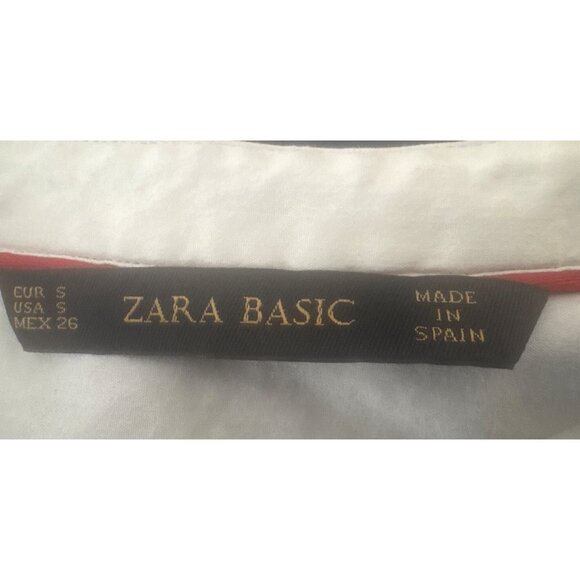 EUR S
USA S
MEX 26
ZARA BASIC
MADE
IN
SPAIN